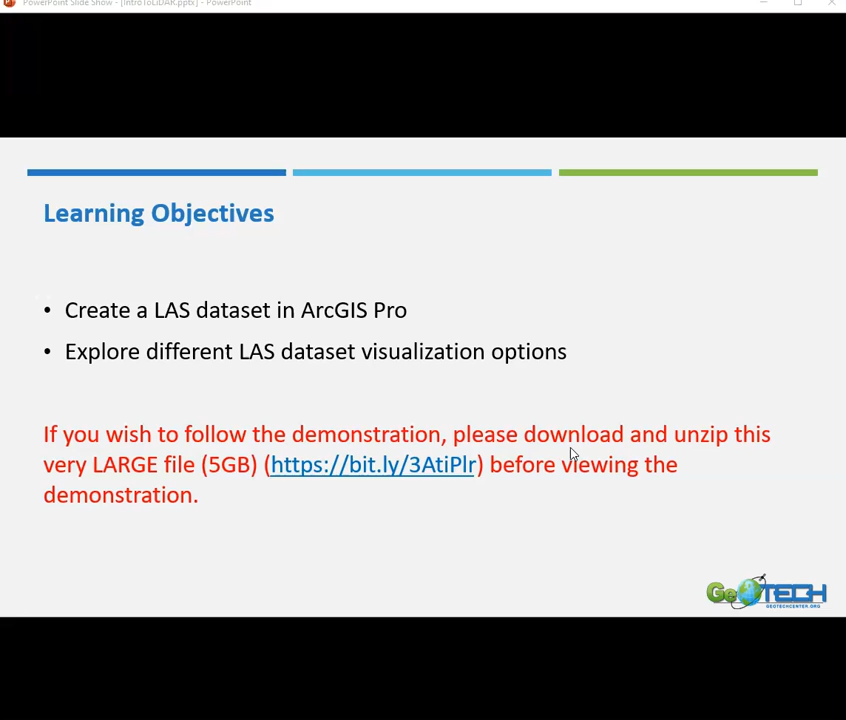 PowerPoint Slide Show - [IntroToLiDAR.pptx] - PowerPoint
Learning Objectives
• Create a LAS dataset in ArcGIS Pro
• Explore different LAS dataset visualization options
If you wish to follow the demonstration, please download and unzip this
very LARGE file (5GB) (https://bit.ly/3AtiPlr) before viewing the
demonstration.
GeoTECH
GEOTECHCENTER.ORG